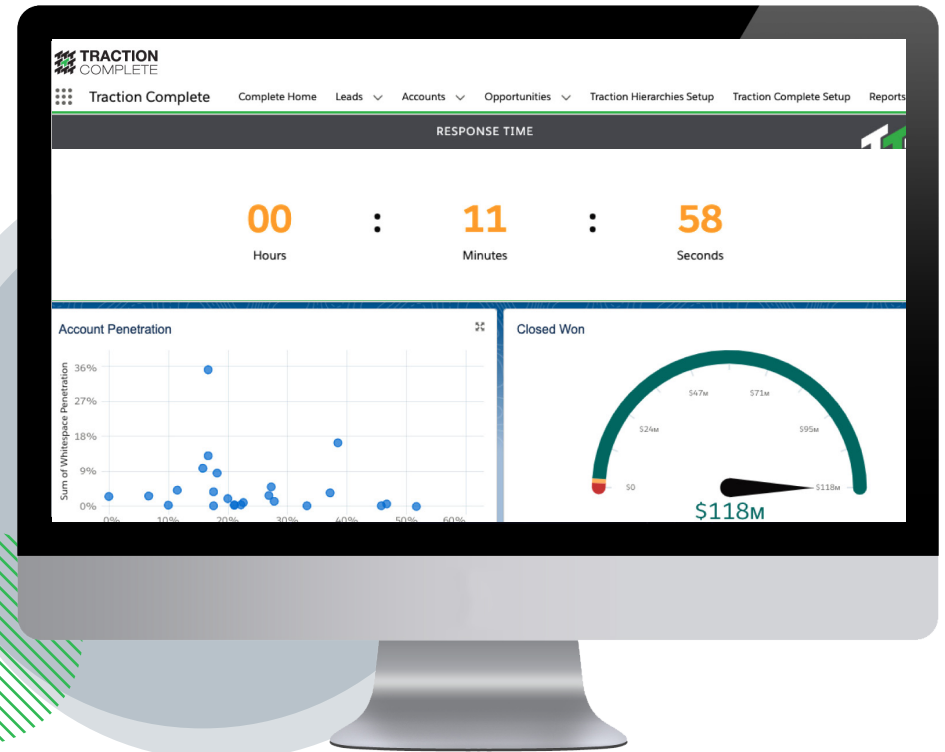 TRACTION
COMPLETE
Traction Complete Complete Home Leads Accounts Opportunities Traction Hierarchies Setup Traction Complete Setup Reports
RESPONSE TIME
00 : 11 : 58
Hours Minutes Seconds
Account Penetration
Sum of Whitespace Penetration
36%
27%
18%
9%
0%
0% 10% 20% 30% 40% 50% 60%
Closed Won
$47M $71M
$24M $95M
$0 $118M
$118M